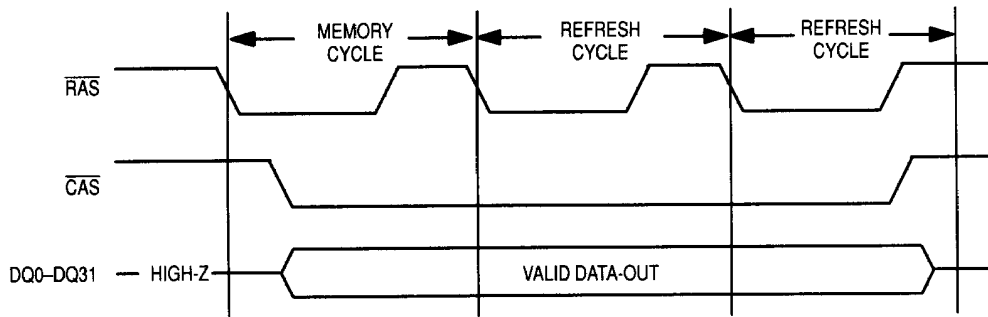 MEMORY
CYCLE
REFRESH
CYCLE
REFRESH
CYCLE
RAS
CAS
DQ0–DQ31
HIGH-Z
VALID DATA-OUT